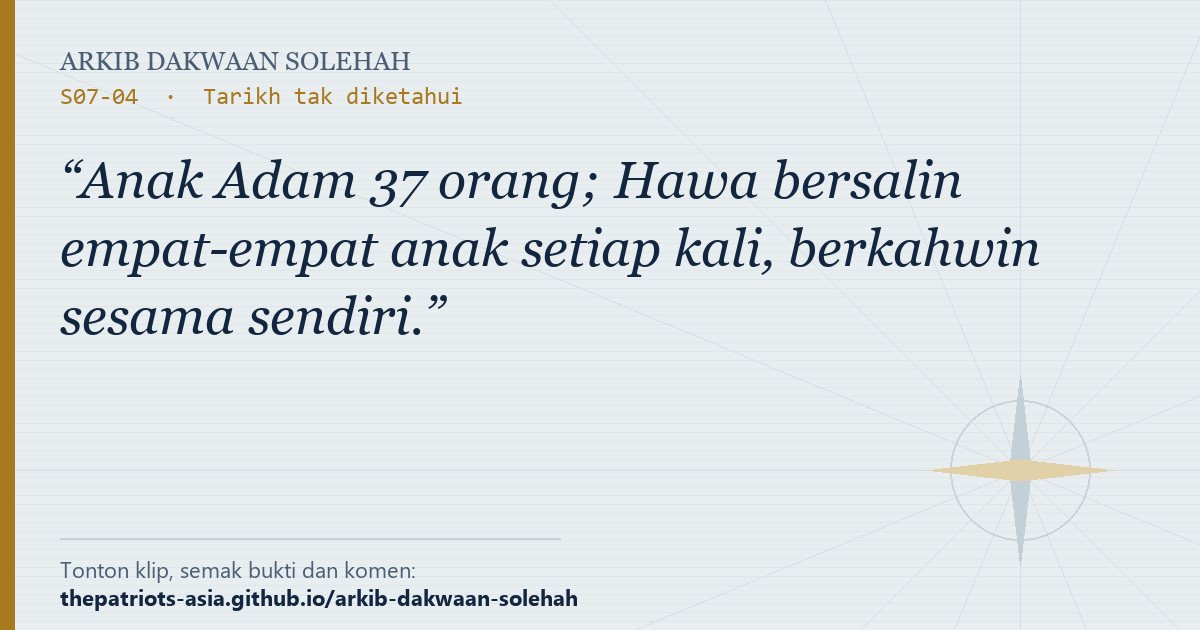 ARKIB DAKWAAN SOLEHAH
S07-04 · Tarikh tak diketahui
“Anak Adam 37 orang; Hawa bersalin
empat-empat anak setiap kali, berkahwin
sesama sendiri.”
Tonton klip, semak bukti dan komen:
thepatriots-asia.github.io/arkib-dakwaan-solehah